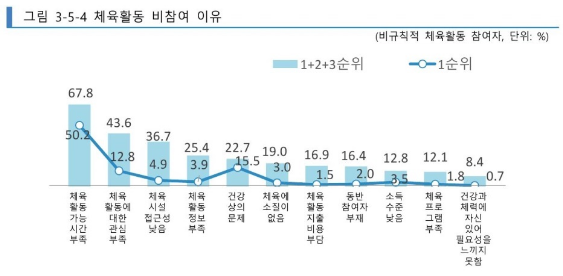 그림 3-5-4 체육활동 비참여 이유
(비규칙적 체육활동 참여자, 단위: %)
1+2+3순위 1순위
67.8 43.6 36.7 25.4 22.7 19.0 16.9 16.4 12.8 12.1 8.4
50.2 12.8 4.9 3.9 15.5 3.0 1.5 2.0 3.5 1.8 0.7
체육
활동
가능
시간
부족
체육
활동에
대한
관심
부족
체육
시설
접근성
낮음
체육
활동
정보
부족
건강
상의
문제
체육에
소질이
없음
체육
활동
지출
비용
부담
동반
참여자
부재
소득
수준
낮음
체육
프로
그램
부족
건강과
체력에
자신
있어
필요성을
느끼지
못함